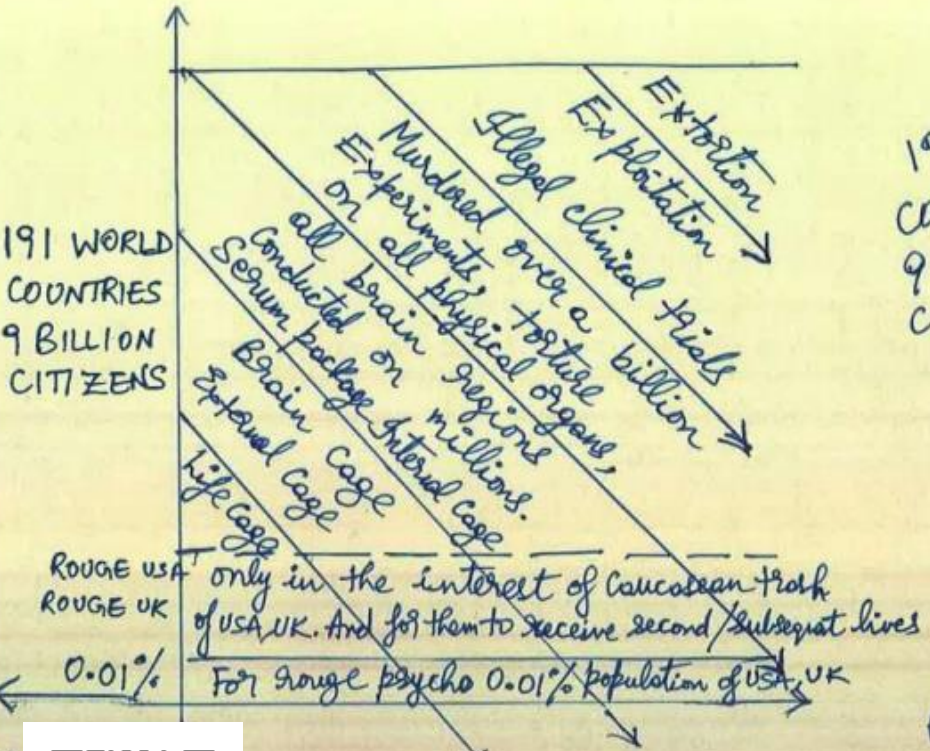 Extortion
Exploitation
Illegal clinical trials
Murdered over a billion
Experiments, torture
on all physical organs,
all brain regions
conducted on millions.
Serum package Internal cage
Brain cage
External cage
Life cage
191 WORLD
COUNTRIES
9 BILLION
CITIZENS
ROUGE USA
ROUGE UK
only in the interest of Caucasean trash
of USA, UK. And for them to receive second/subseqrat lives
0.01%
For rouge psycho 0.01% population of USA, UK